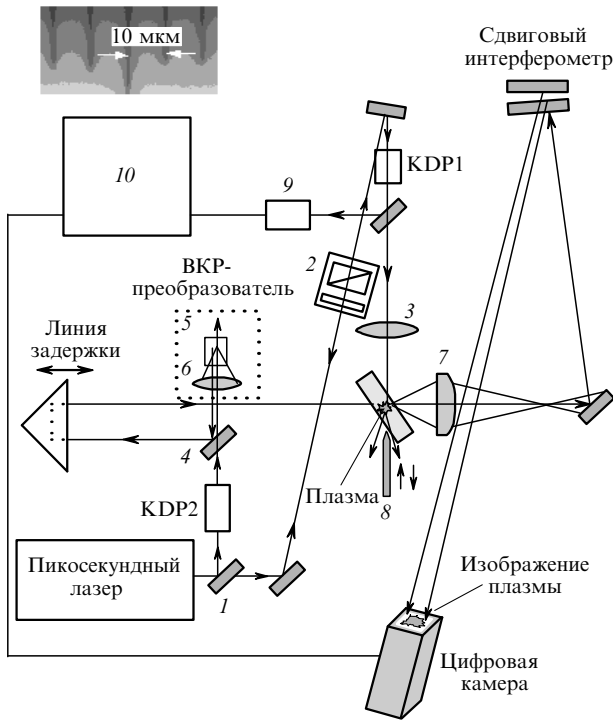 Сдвиговый
интерферометр
10 мкм
10
9
KDP1
2
ВКР-
преобразователь
3
Линия
задержки
5
6
7
4
Плазма
8
KDP2
Пикосекундный
лазер
1
Изображение
плазмы
Цифровая
камера